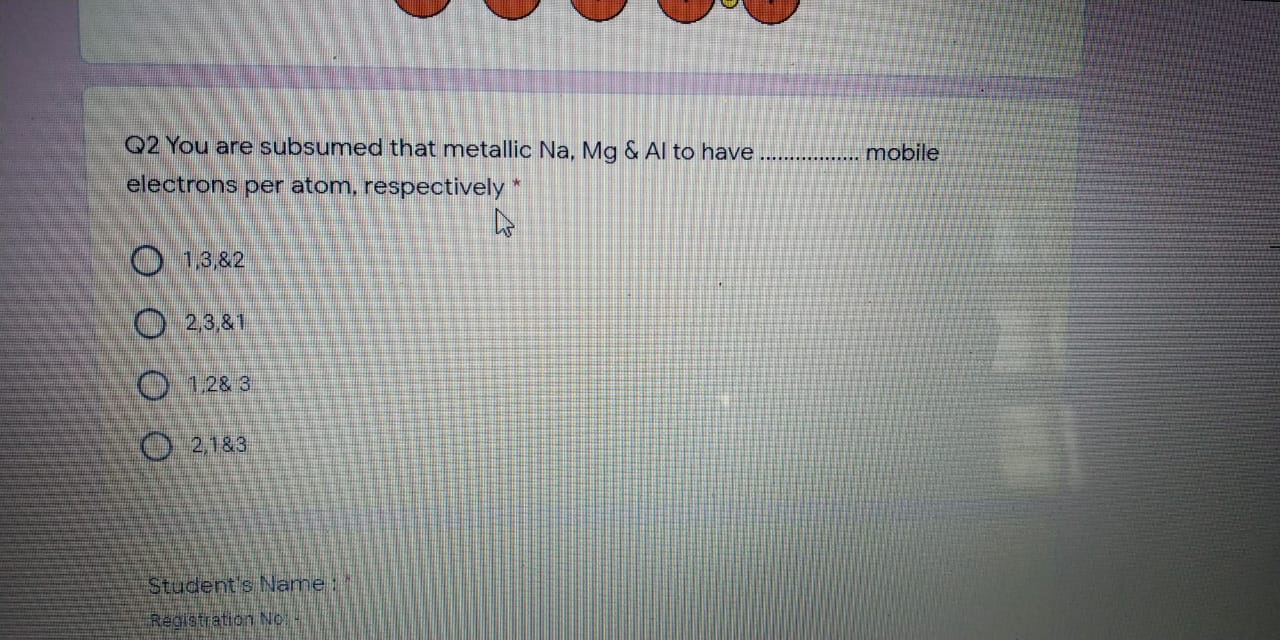 Q2 You are subsumed that metallic Na, Mg & Al to have ................. mobile
electrons per atom, respectively *
1,3,&2
2,3,&1
1,2& 3
2,1&3
Student's Name : *
Registration No: -